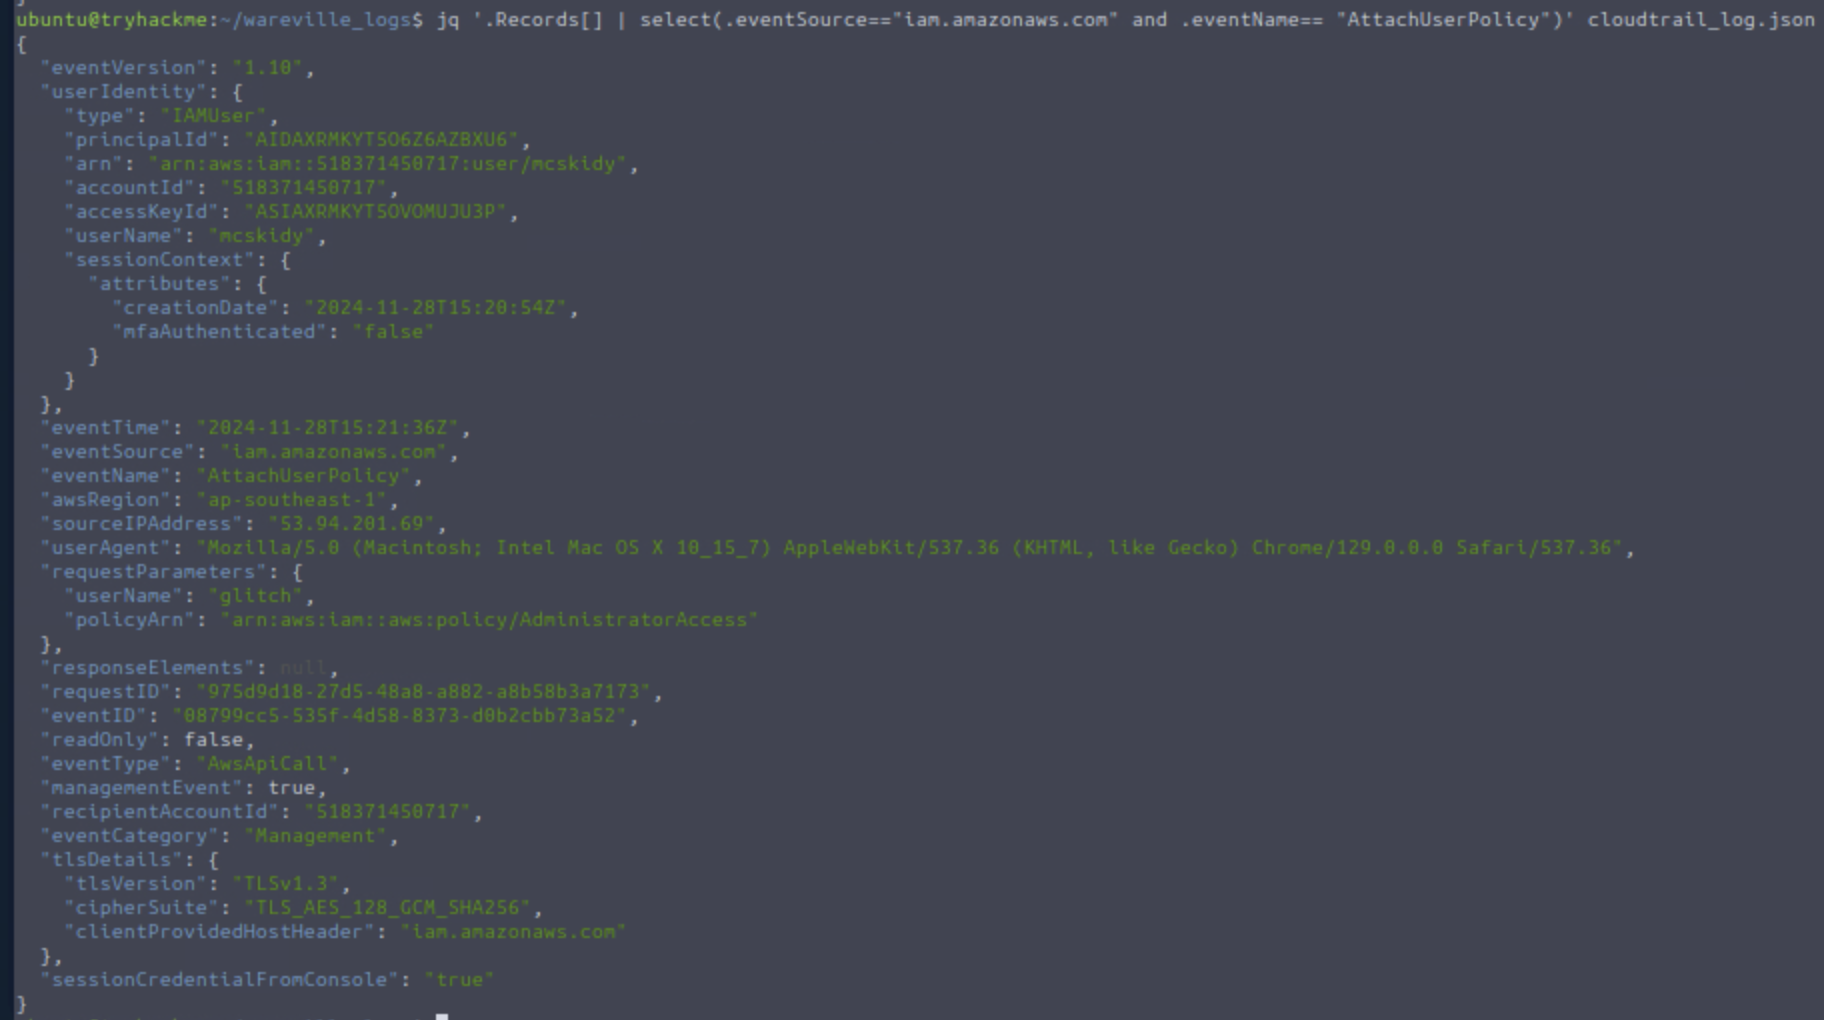 ubuntu@tryhackme:~/wareville_logs$ jq '.Records[] | select(.eventSource=="iam.amazonaws.com" and .eventName== "AttachUserPolicy")' cloudtrail_log.json
{
  "eventVersion": "1.10",
  "userIdentity": {
    "type": "IAMUser",
    "principalId": "AIDAXRMKYT5O6Z6AZBXU6",
    "arn": "arn:aws:iam::518371450717:user/mcskidy",
    "accountId": "518371450717",
    "accessKeyId": "ASIAXRMKYT5OVOMUJU3P",
    "userName": "mcskidy",
    "sessionContext": {
      "attributes": {
        "creationDate": "2024-11-28T15:20:54Z",
        "mfaAuthenticated": "false"
      }
    }
  },
  "eventTime": "2024-11-28T15:21:36Z",
  "eventSource": "iam.amazonaws.com",
  "eventName": "AttachUserPolicy",
  "awsRegion": "ap-southeast-1",
  "sourceIPAddress": "53.94.201.69",
  "userAgent": "Mozilla/5.0 (Macintosh; Intel Mac OS X 10_15_7) AppleWebKit/537.36 (KHTML, like Gecko) Chrome/129.0.0.0 Safari/537.36",
  "requestParameters": {
    "userName": "glitch",
    "policyArn": "arn:aws:iam::aws:policy/AdministratorAccess"
  },
  "responseElements": null,
  "requestID": "975d9d18-27d5-48a8-a882-a8b58b3a7173",
  "eventID": "08799cc5-535f-4d58-8373-d0b2cbb73a52",
  "readOnly": false,
  "eventType": "AwsApiCall",
  "managementEvent": true,
  "recipientAccountId": "518371450717",
  "eventCategory": "Management",
  "tlsDetails": {
    "tlsVersion": "TLSv1.3",
    "cipherSuite": "TLS_AES_128_GCM_SHA256",
    "clientProvidedHostHeader": "iam.amazonaws.com"
  },
  "sessionCredentialFromConsole": "true"
}